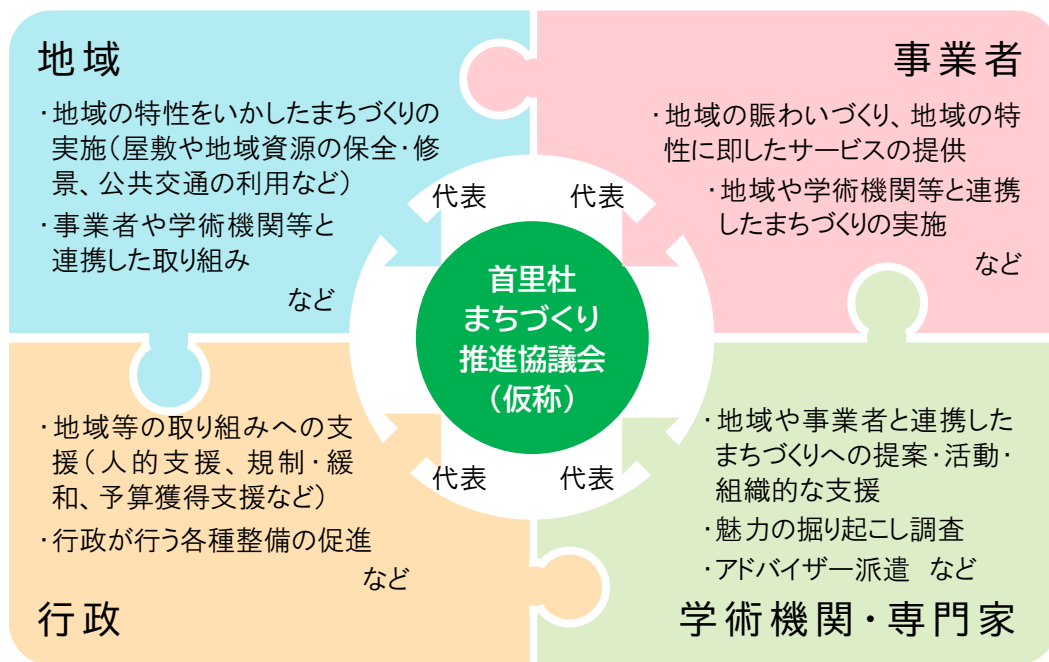 地域
・地域の特性をいかしたまちづくりの
実施(屋敷や地域資源の保全・修
景、公共交通の利用など)
・事業者や学術機関等と
連携した取り組み
など
事業者
・地域の賑わいづくり、地域の特
性に即したサービスの提供
・地域や学術機関等と連携
したまちづくりの実施
など
代表
代表
首里杜
まちづくり
推進協議会
(仮称)
代表
代表
・地域等の取り組みへの支
援(人的支援、規制・緩
和、予算獲得支援など)
・行政が行う各種整備の促進
など
行政
・地域や事業者と連携した
まちづくりへの提案・活動・
組織的な支援
・魅力の掘り起こし調査
・アドバイザー派遣 など
学術機関・専門家